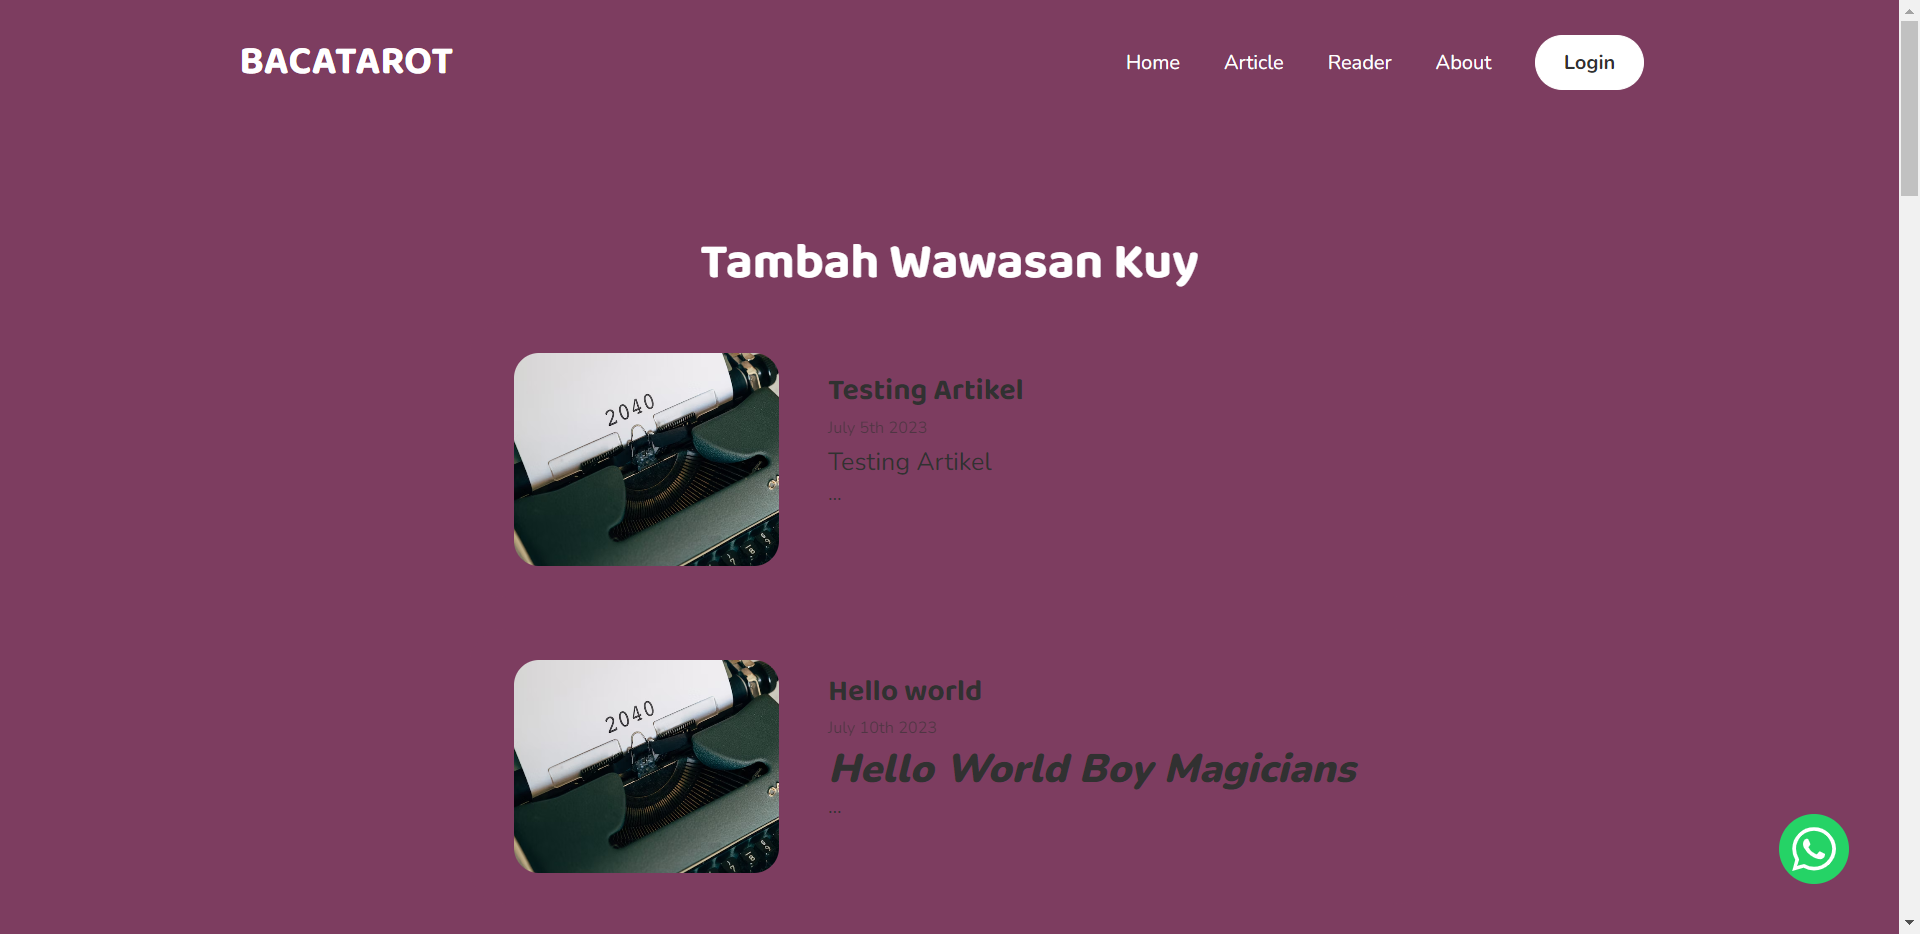 BACATAROT
Home Article Reader About Login
Tambah Wawasan Kuy
2040
Testing Artikel
July 5th 2023
Testing Artikel
...
2040
Hello world
July 10th 2023
Hello World Boy Magicians
...